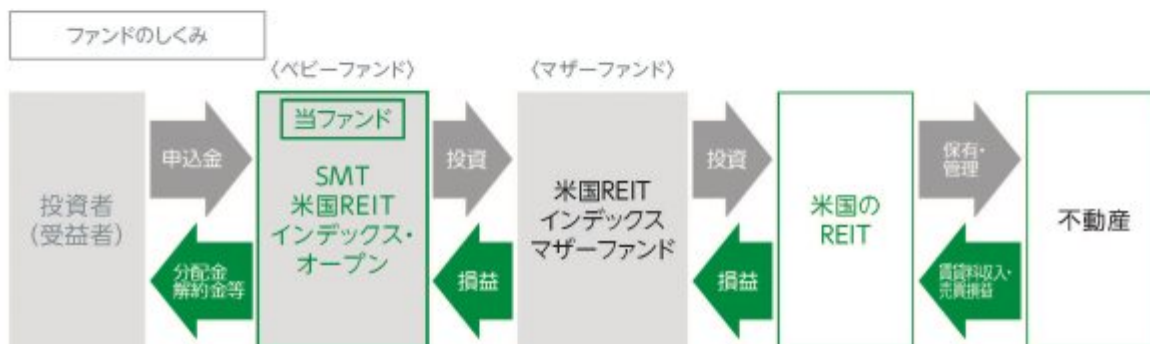 ファンドのしくみ
〈ベビーファンド〉
〈マザーファンド〉
投資者
(受益者)
申込金
分配金
解約金等
当ファンド
SMT
米国REIT
インデックス・
オープン
投資
損益
米国REIT
インデックス
マザーファンド
投資
損益
米国の
REIT
保有・
管理
賃貸料収入・
売買損益
不動産